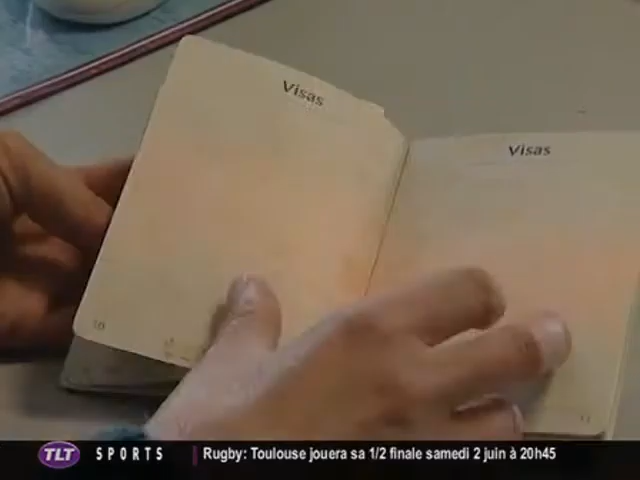 Visas
Visas
10
11
TLT SPORTS Rugby: Toulouse jouera sa 1/2 finale samedi 2 juin à 20h45